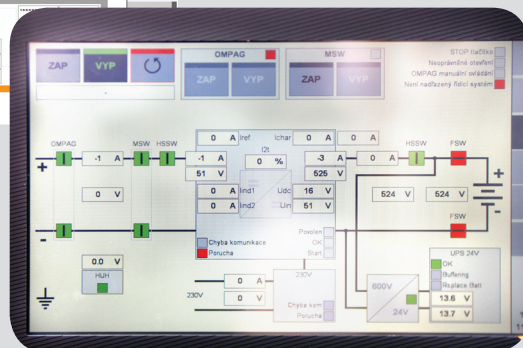 OMPAG
MSW
ZAP
VYP
ZAP
VYP
ZAP
VYP
STOP tlačítko
Neoprávněné otevření
OMPAG manuální ovládání
Není nadřazený řídicí systém
-
OMPAG
MSW
HSSW
0 A Iref
Ichar 0 A
0 A
HSSW
FSW
I2t
0 %
+
-1 A
-1 A
-3 A
0 A
+
51 V
525 V
0 V
0 A Iind1
Udc 16 V
0 A Iind2
Uin 51 V
524 V
524 V
-
-
FSW
Povolen
OK
Start
Chyba komunikace
Porucha
0.0 V
HUH
230V
230V
0 A
0 V
Chyba kom
Porucha
600V
24V
UPS 24V
OK
Buffering
Replace Batt
13.6 V
13.7 V